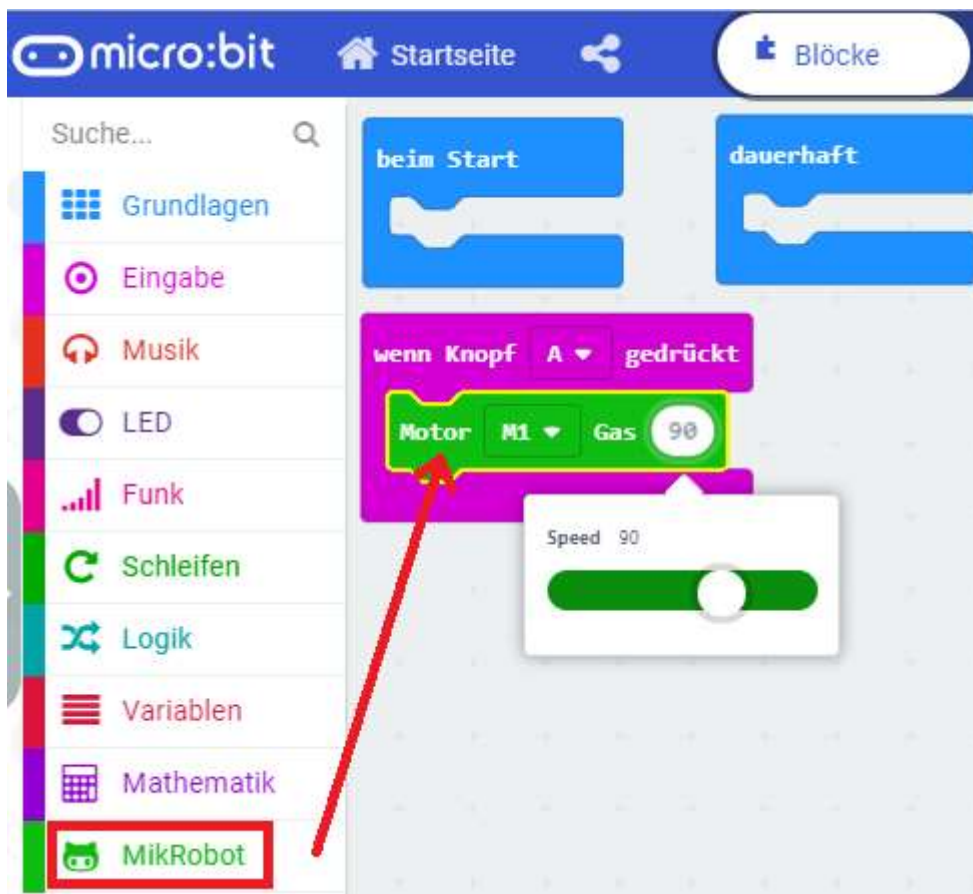 micro:bit Startseite Blöcke
Suche...
Grundlagen
Eingabe
Musik
LED
Funk
Schleifen
Logik
Variablen
Mathematik
MikRobot
beim Start
dauerhaft
wenn Knopf A gedrückt
Motor M1 Gas 90
Speed 90